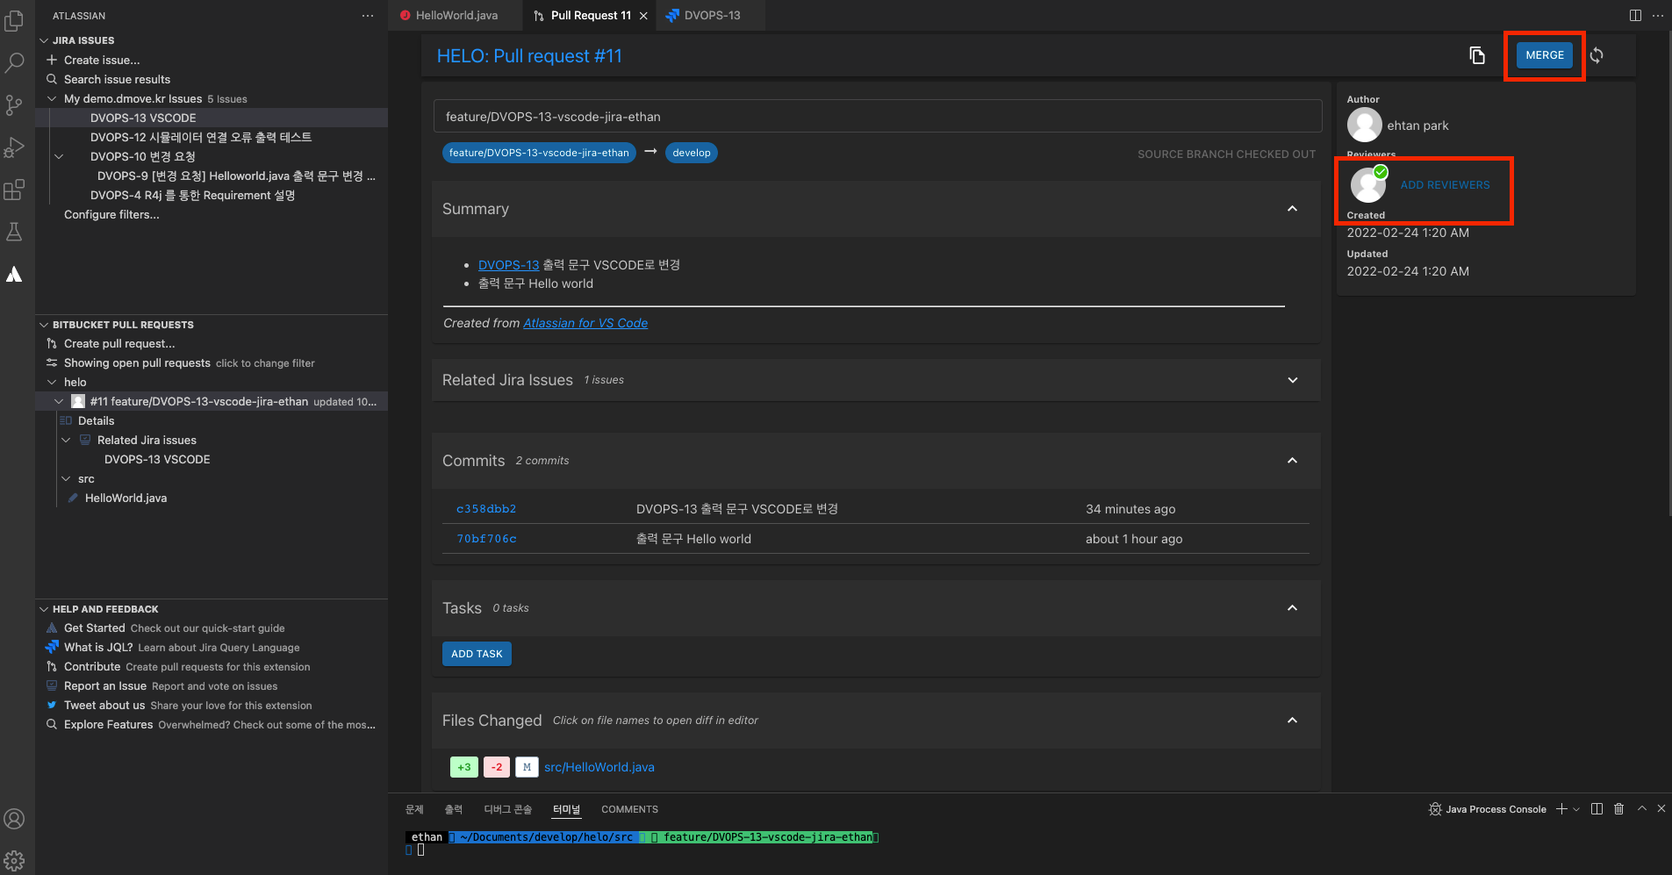 ATLASSIAN
JIRA ISSUES
Create issue...
Search issue results
My demo.dmove.kr Issues 5 Issues
DVOPS-13 VSCODE
DVOPS-12 시뮬레이터 연결 오류 출력 테스트
DVOPS-10 변경 요청
DVOPS-9 [변경 요청] Helloworld.java 출력 문구 변경 ...
DVOPS-4 R4j 를 통한 Requirement 설명
Configure filters...
BITBUCKET PULL REQUESTS
Create pull request...
Showing open pull requests click to change filter
helo
#11 feature/DVOPS-13-vscode-jira-ethan updated 10...
Details
Related Jira issues
DVOPS-13 VSCODE
src
HelloWorld.java
HELP AND FEEDBACK
Get Started Check out our quick-start guide
What is JQL? Learn about Jira Query Language
Contribute Create pull requests for this extension
Report an Issue Report and vote on issues
Tweet about us Share your love for this extension
Explore Features Overwhelmed? Check out some of the mos...
HelloWorld.java
Pull Request 11
DVOPS-13
HELO: Pull request #11
MERGE
feature/DVOPS-13-vscode-jira-ethan
feature/DVOPS-13-vscode-jira-ethan → develop
SOURCE BRANCH CHECKED OUT
Summary
• DVOPS-13 출력 문구 VSCODE로 변경
• 출력 문구 Hello world
Created from Atlassian for VS Code
Related Jira Issues 1 issues
Commits 2 commits
c358dbb2 DVOPS-13 출력 문구 VSCODE로 변경 34 minutes ago
70bf706c 출력 문구 Hello world about 1 hour ago
Tasks 0 tasks
ADD TASK
Files Changed Click on file names to open diff in editor
+3 -2 M src/HelloWorld.java
Author
ehtan park
Reviewers
ADD REVIEWERS
Created
2022-02-24 1:20 AM
Updated
2022-02-24 1:20 AM
문제 출력 디버그 콘솔 터미널 COMMENTS
Java Process Console
ethan ~/Documents/develop/helo/src feature/DVOPS-13-vscode-jira-ethan